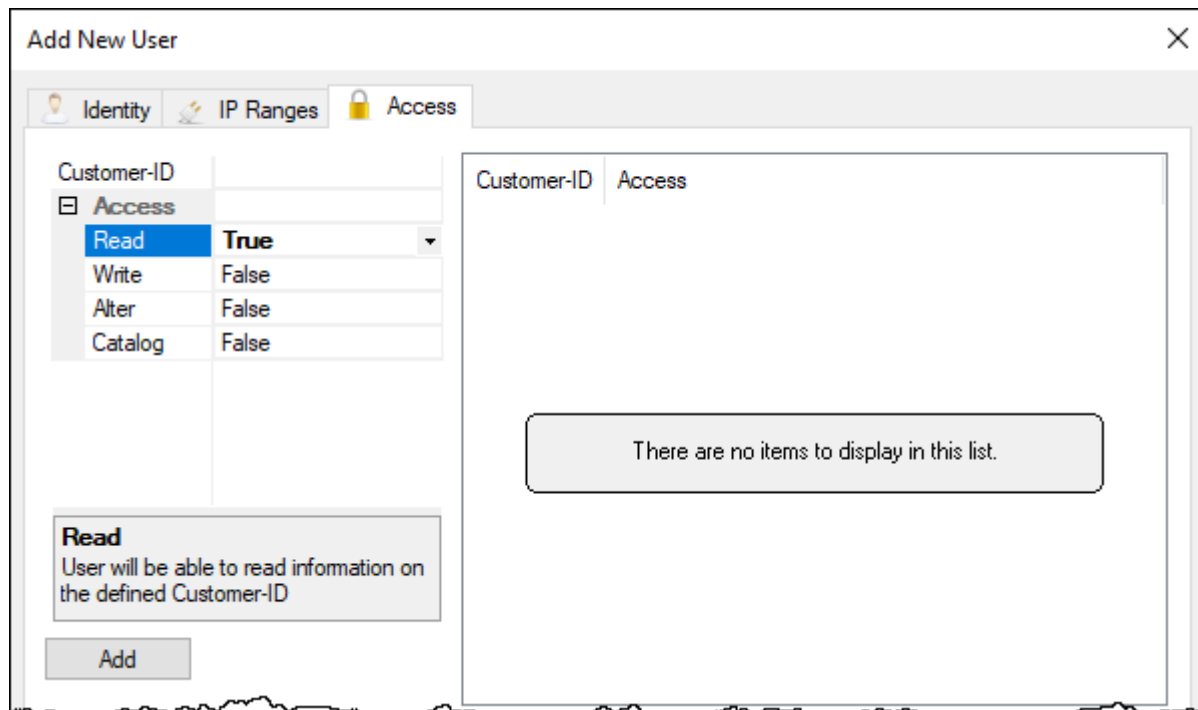 Add New User
Identity IP Ranges Access
Customer-ID
Access
Read True
Write False
Alter False
Catalog False
Customer-ID Access
There are no items to display in this list.
Read
User will be able to read information on
the defined Customer-ID
Add